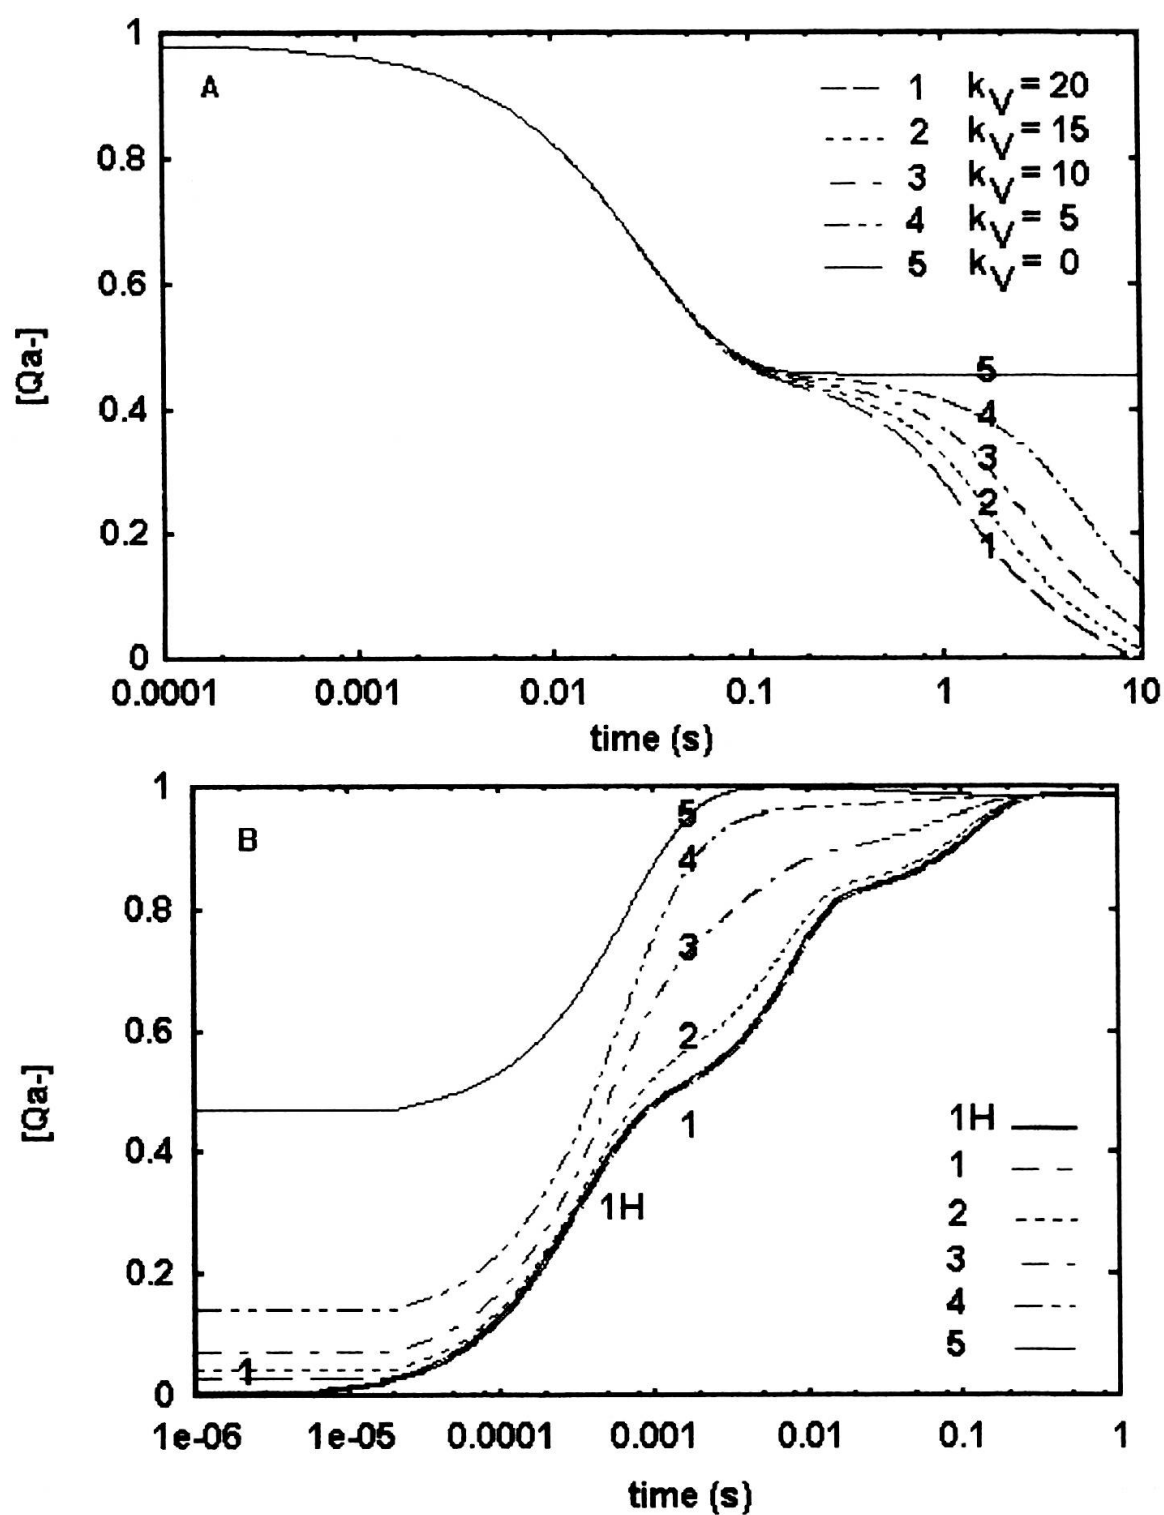 1
A
1 kV = 20
2 kV = 15
3 kV = 10
4 kV = 5
5 kV = 0
0.8
0.6
[Qa-]
5
0.4
4
3
2
0.2
1
0
0.0001 0.001 0.01 0.1 1 10
time (s)
1
B
5
4
0.8
3
0.6
2
[Qa-]
1
1H
1
0.4
2
1H
3
0.2
4
5
1
0
1e-06 1e-05 0.0001 0.001 0.01 0.1 1
time (s)